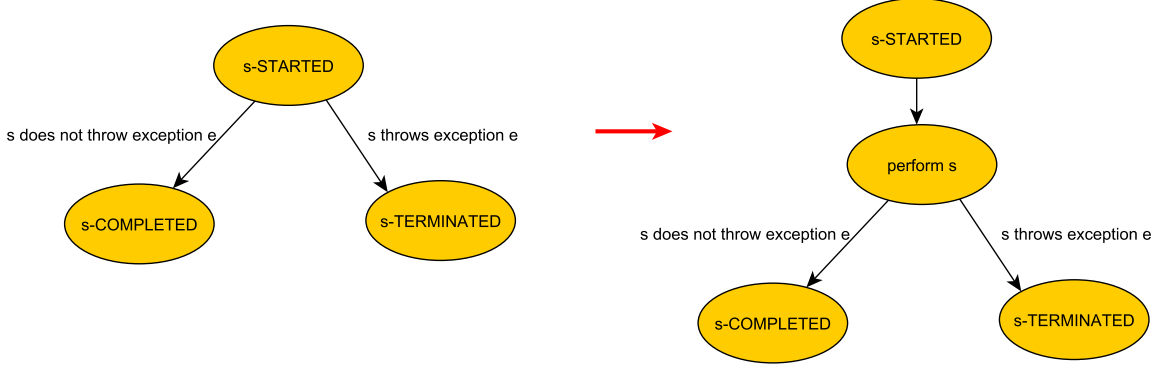 s-STARTED
s does not throw exception e
s throws exception e
s-COMPLETED
s-TERMINATED
s-STARTED
perform s
s does not throw exception e
s throws exception e
s-COMPLETED
s-TERMINATED